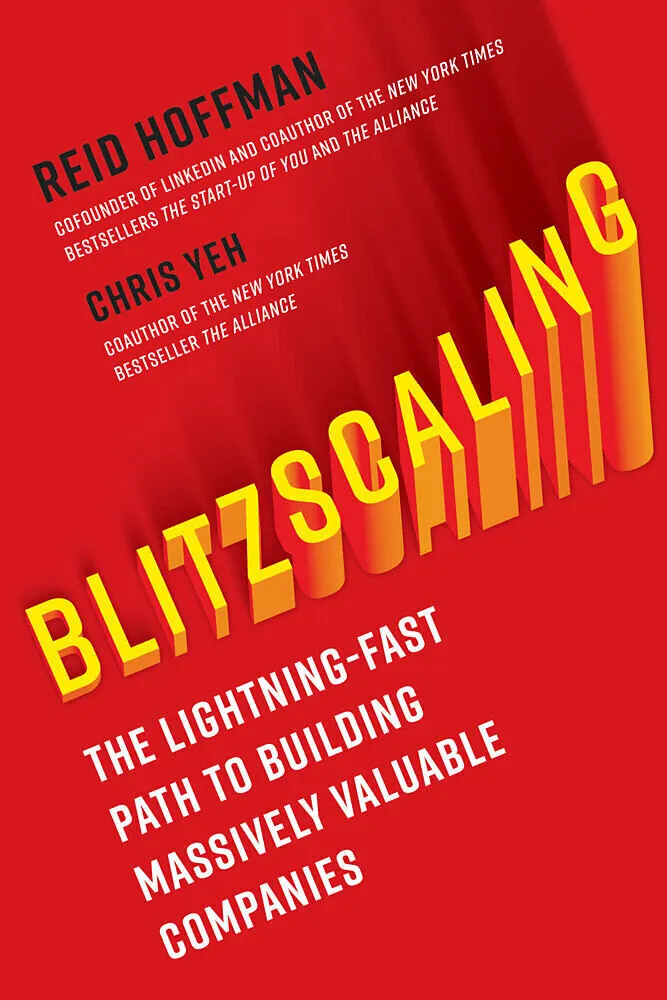 REID HOFFMAN
COFOUNDER OF LINKEDIN AND COAUTHOR OF THE NEW YORK TIMES
BESTSELLERS THE START-UP OF YOU AND THE ALLIANCE
CHRIS YEH
COAUTHOR OF THE NEW YORK TIMES
BESTSELLER THE ALLIANCE
BLITZSCALING
THE LIGHTNING-FAST
PATH TO BUILDING
MASSIVELY VALUABLE
COMPANIES